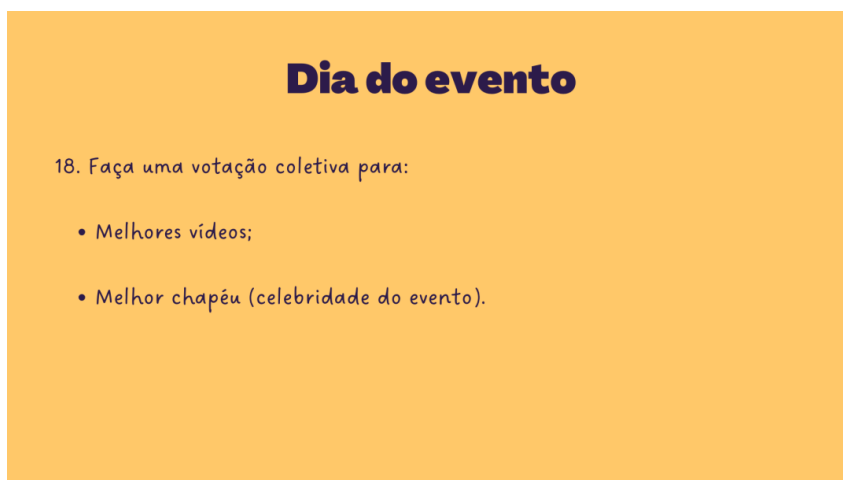 Dia do evento
18. Faça uma votação coletiva para:
• Melhores vídeos;
• Melhor chapéu (celebridade do evento).